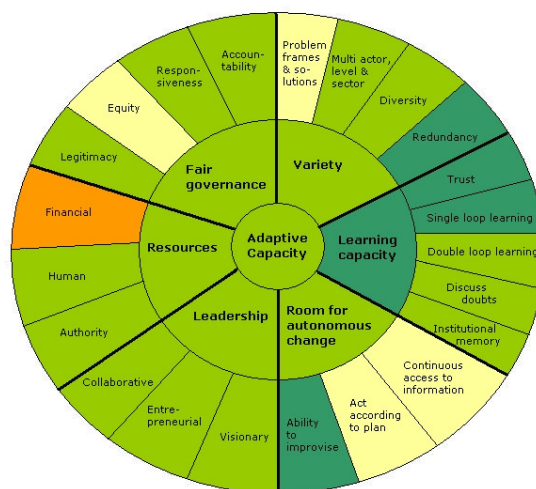 Problem
frames
& so-
lutions
Multi actor,
level &
sector
Diversity
Redundancy
Trust
Single loop learning
Double loop learning
Discuss
doubts
Institutional
memory
Continuous
access to
information
Act
according
to plan
Ability
to
improvise
Visionary
Entre-
preneurial
Collaborative
Authority
Human
Financial
Legitimacy
Equity
Respon-
siveness
Accoun-
tability
Variety
Learning
capacity
Room for
autonomous
change
Leadership
Resources
Fair
governance
Adaptive
Capacity